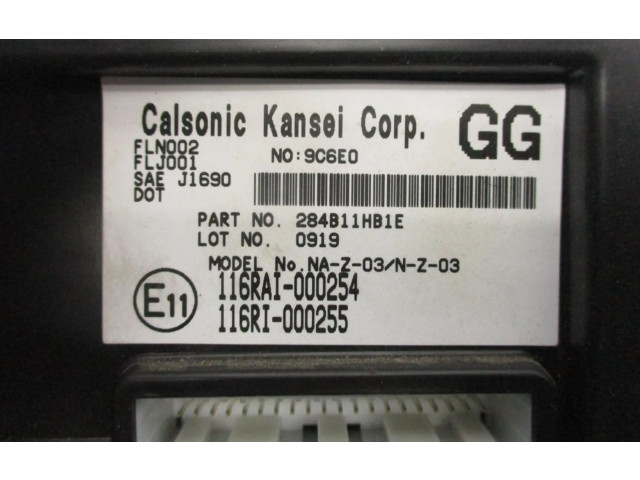 Calsonic Kansei Corp. GG
FLN002
FLJ001
NO:9C6E0
SAE J1690
DOT
PART NO. 284B11HB1E
LOT NO. 0919
MODEL No. NA-Z-03/N-Z-03
E11
116RAI-000254
116RI-000255